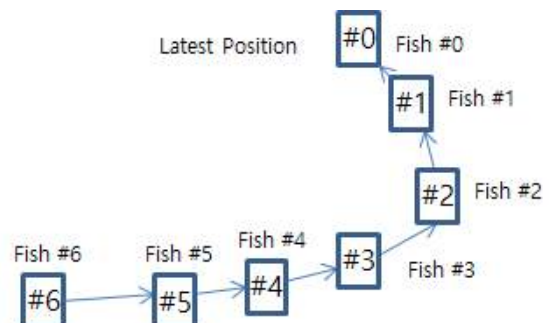 Latest Position
#0
Fish #0
#1
Fish #1
#2
Fish #2
Fish #6
Fish #5
Fish #4
#3
Fish #3
#6
#5
#4